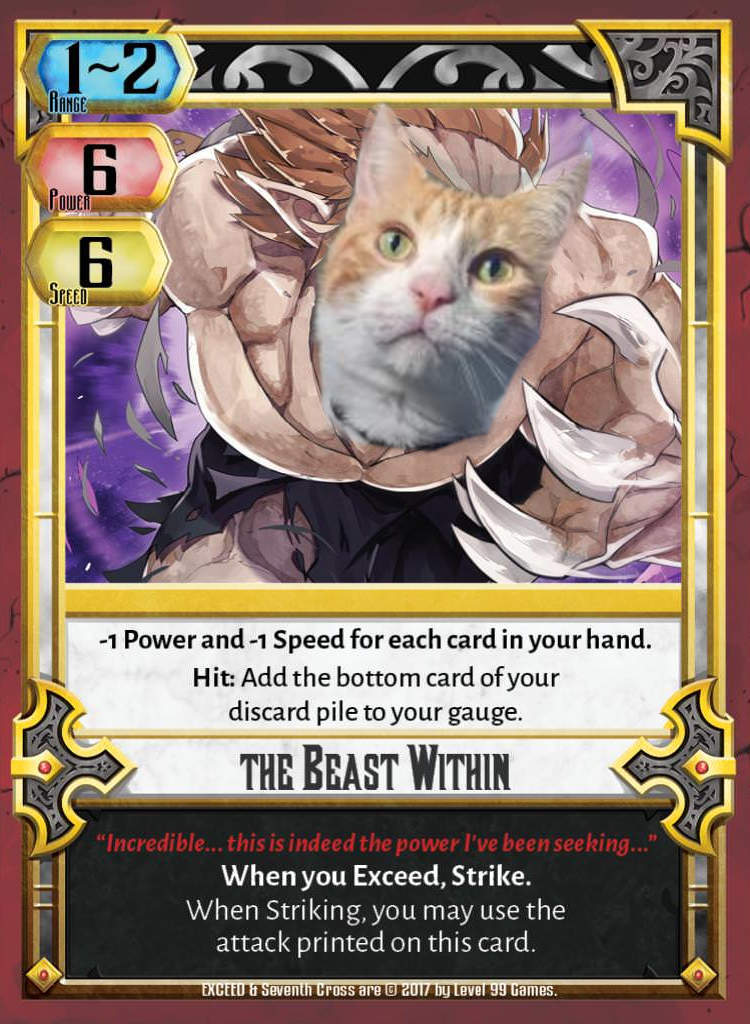 1~2
Range
6
Power
6
Speed
-1 Power and -1 Speed for each card in your hand.
Hit: Add the bottom card of your
discard pile to your gauge.
the Beast Within
“Incredible... this is indeed the power I've been seeking...”
When you Exceed, Strike.
When Striking, you may use the
attack printed on this card.
EXCEED & Seventh Cross are © 2017 by Level 99 Games.